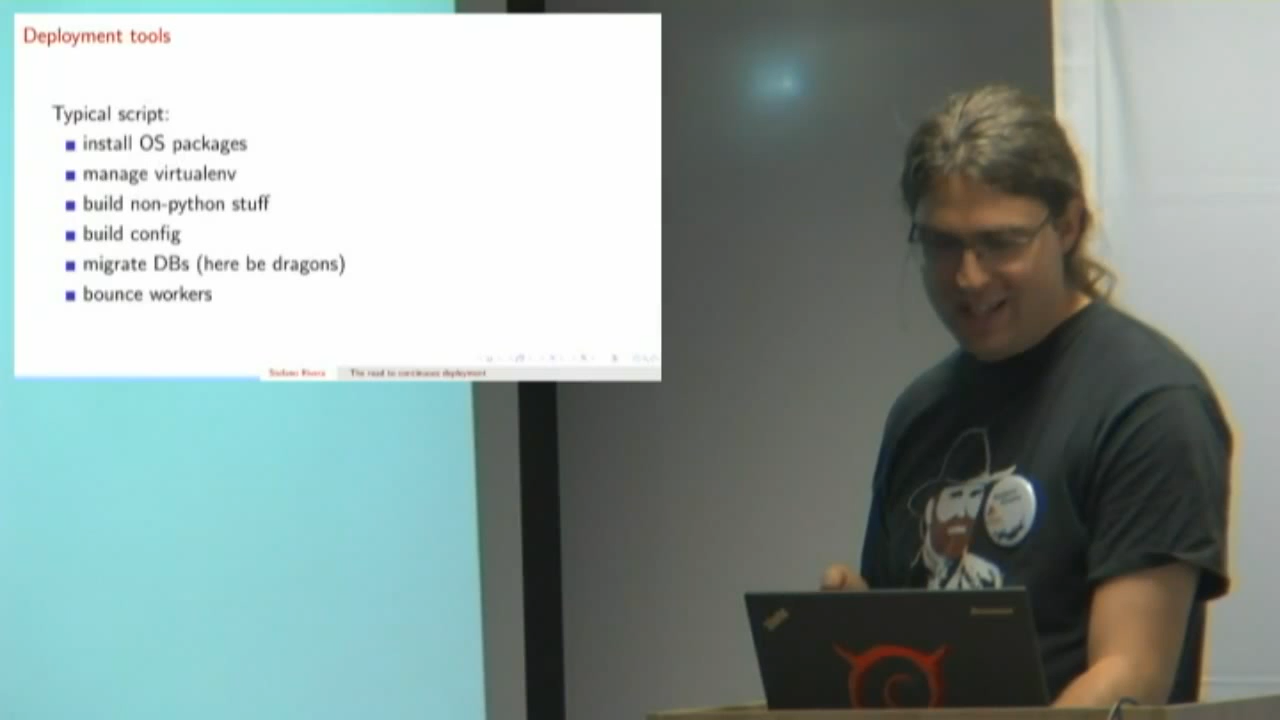 Deployment tools
Typical script:
install OS packages
manage virtualenv
build non-python stuff
build config
migrate DBs (here be dragons)
bounce workers
Stefano Rivera The road to continuous deployment